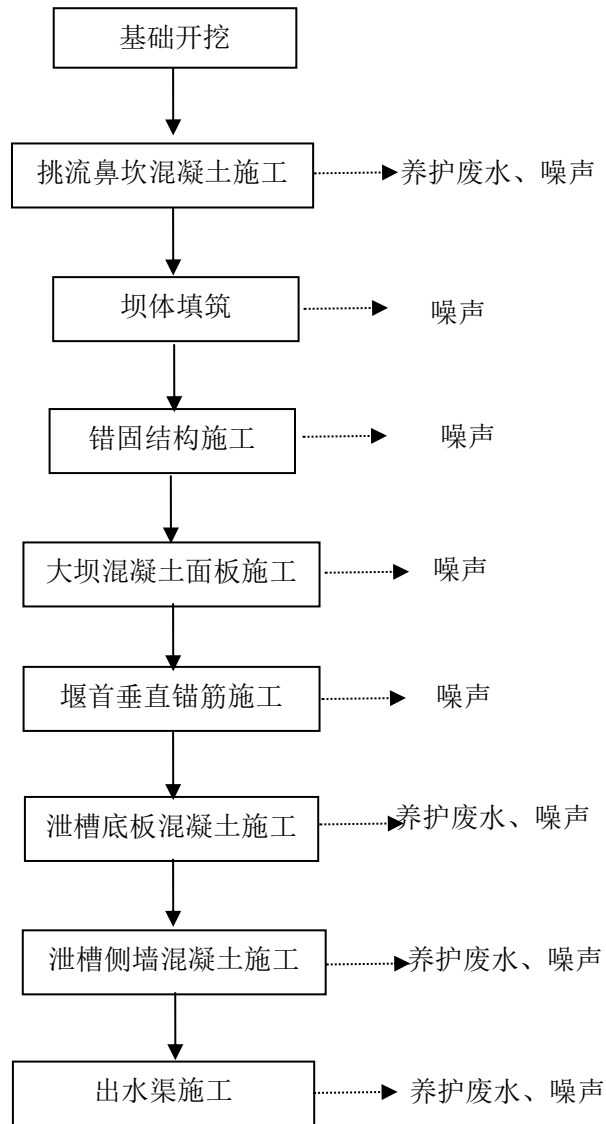 基础开挖
挑流鼻坎混凝土施工 养护废水、噪声
坝体填筑 噪声
错固结构施工 噪声
大坝混凝土面板施工 噪声
堰首垂直锚筋施工 噪声
泄槽底板混凝土施工 养护废水、噪声
泄槽侧墙混凝土施工 养护废水、噪声
出水渠施工 养护废水、噪声